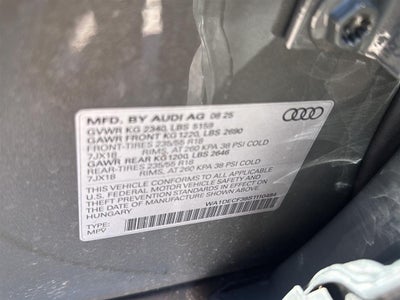 MFD. BY AUDI AG 08 25
GVWR KG 2340, LBS 5159
GAWR FRONT KG 1220, LBS 2690
FRONT-TIRES 235/55 R18
7JX18 RIMS, AT 260 KPA 38 PSI COLD
GAWR REAR KG 1200, LBS 2646
REAR-TIRES 235/55 R18
7JX18 RIMS, AT 260 KPA 38 PSI COLD
THIS VEHICLE CONFORMS TO ALL APPLICABLE
U.S. FEDERAL MOTOR VEHICLE SAFETY AND
THEFT PREVENTION STANDARDS IN EFFECT ON
THE DATE OF MANUFACTURE SHOWN ABOVE.
HUNGARY
TYPE:
MPV